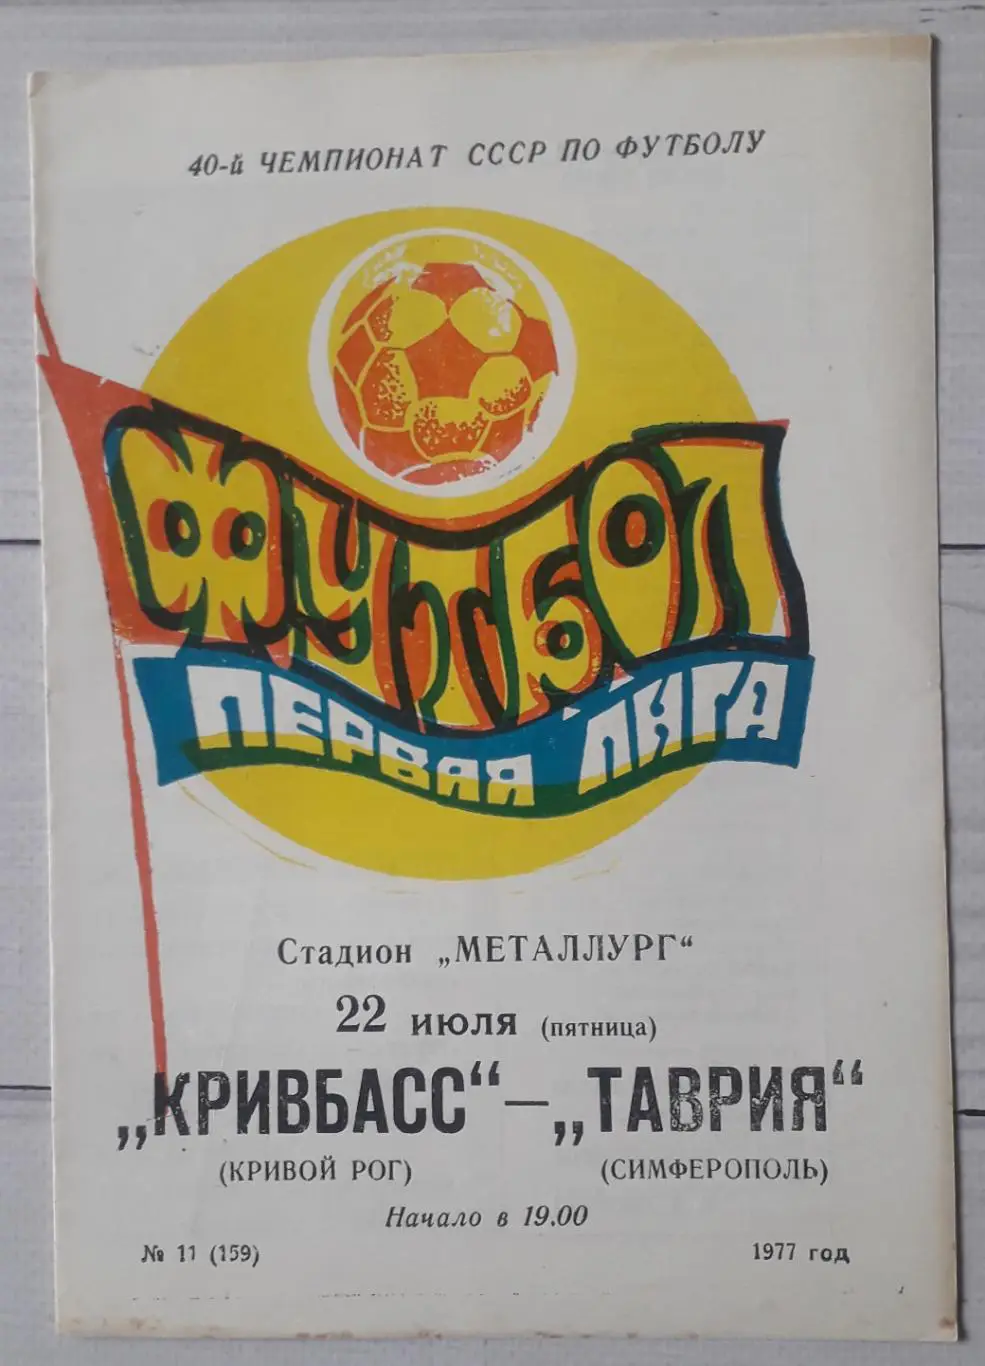 40-й ЧЕМПИОНАТ СССР ПО ФУТБОЛУ
ФУТБОЛ
ПЕРВАЯ ЛИГА
Стадион „МЕТАЛЛУРГ“
22 ИЮЛЯ (ПЯТНИЦА)
„КРИВБАСС“ — „ТАВРИЯ“
(КРИВОЙ РОГ) (СИМФЕРОПОЛЬ)
Начало в 19.00
№ 11 (159) 1977 год